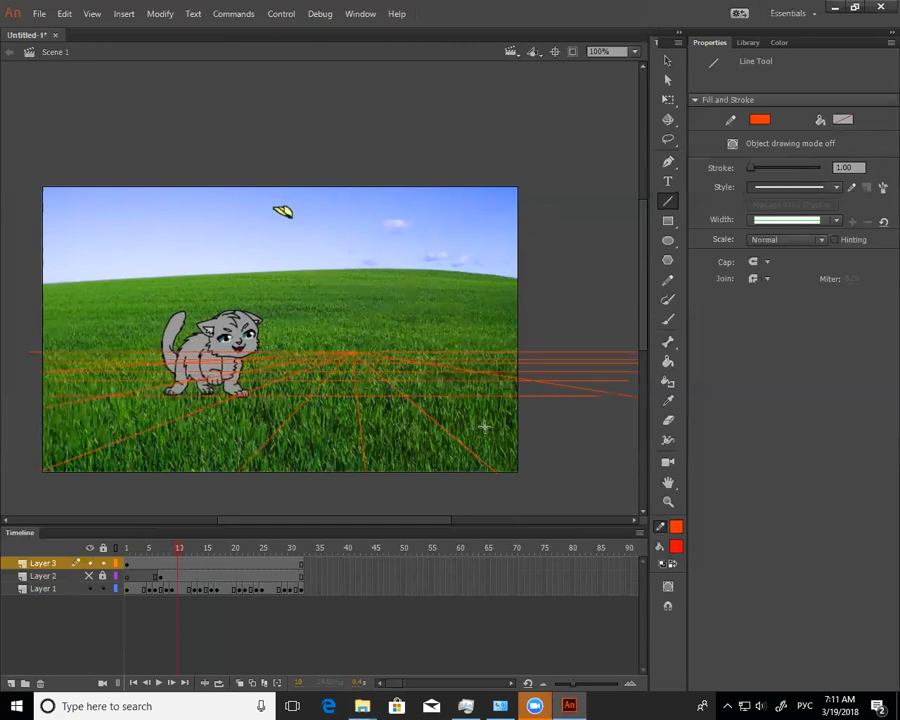 An File Edit View Insert Modify Text Commands Control Debug Window Help Essentials
Untitled-1* ×
Scene 1 100%
Properties Library Color
Line Tool
Fill and Stroke
Object drawing mode off
Stroke: 1.00
Style:
Width:
Scale: Normal Hinting
Cap:
Join: Miter:
Timeline
1 5 10 15 20 25 30 35 40 45 50 55 60 65 70 75 80 85 90
Layer 3
Layer 2
Layer 1
10
Type here to search
РУС
7:11 AM
3/19/2018
2